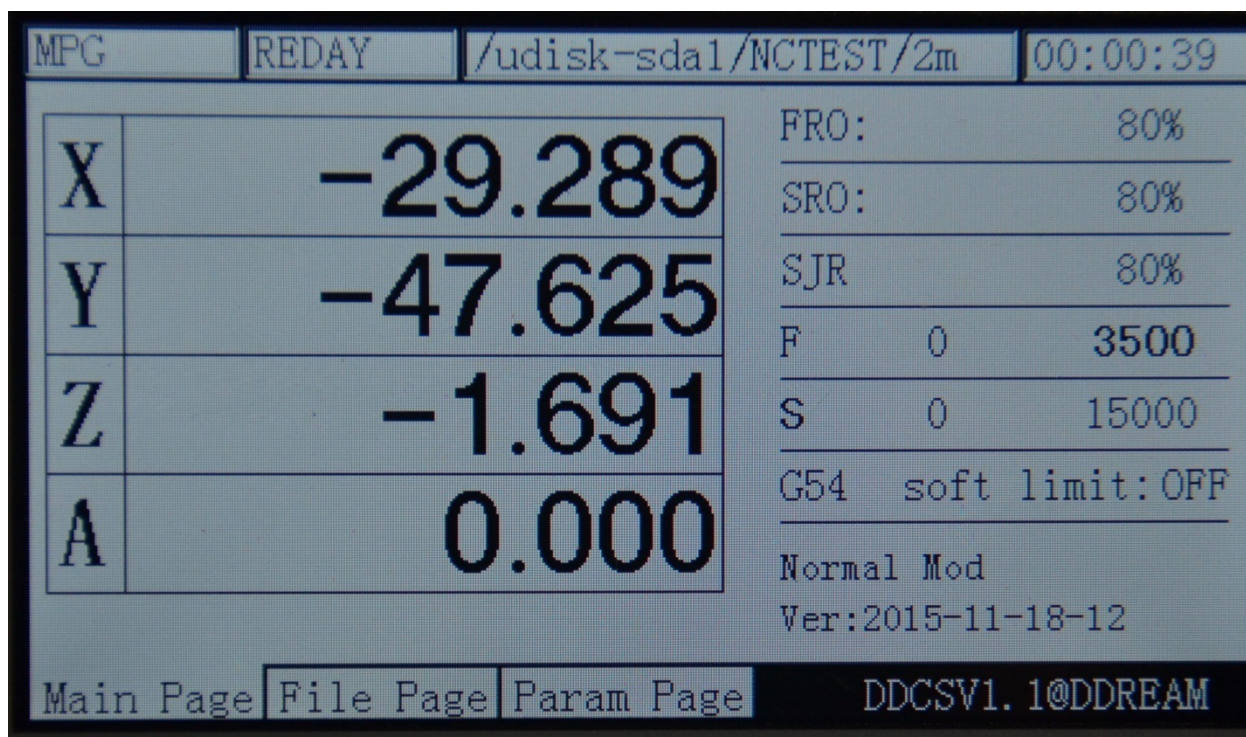 MPG REDAY /udisk-sda1/NCTEST/2m 00:00:39
X -29.289
Y -47.625
Z -1.691
A 0.000
FRO: 80%
SRO: 80%
SJR 80%
F 0 3500
S 0 15000
G54 soft limit:OFF
Normal Mod
Ver:2015-11-18-12
Main Page File Page Param Page DDCSV1.1@DDREAM